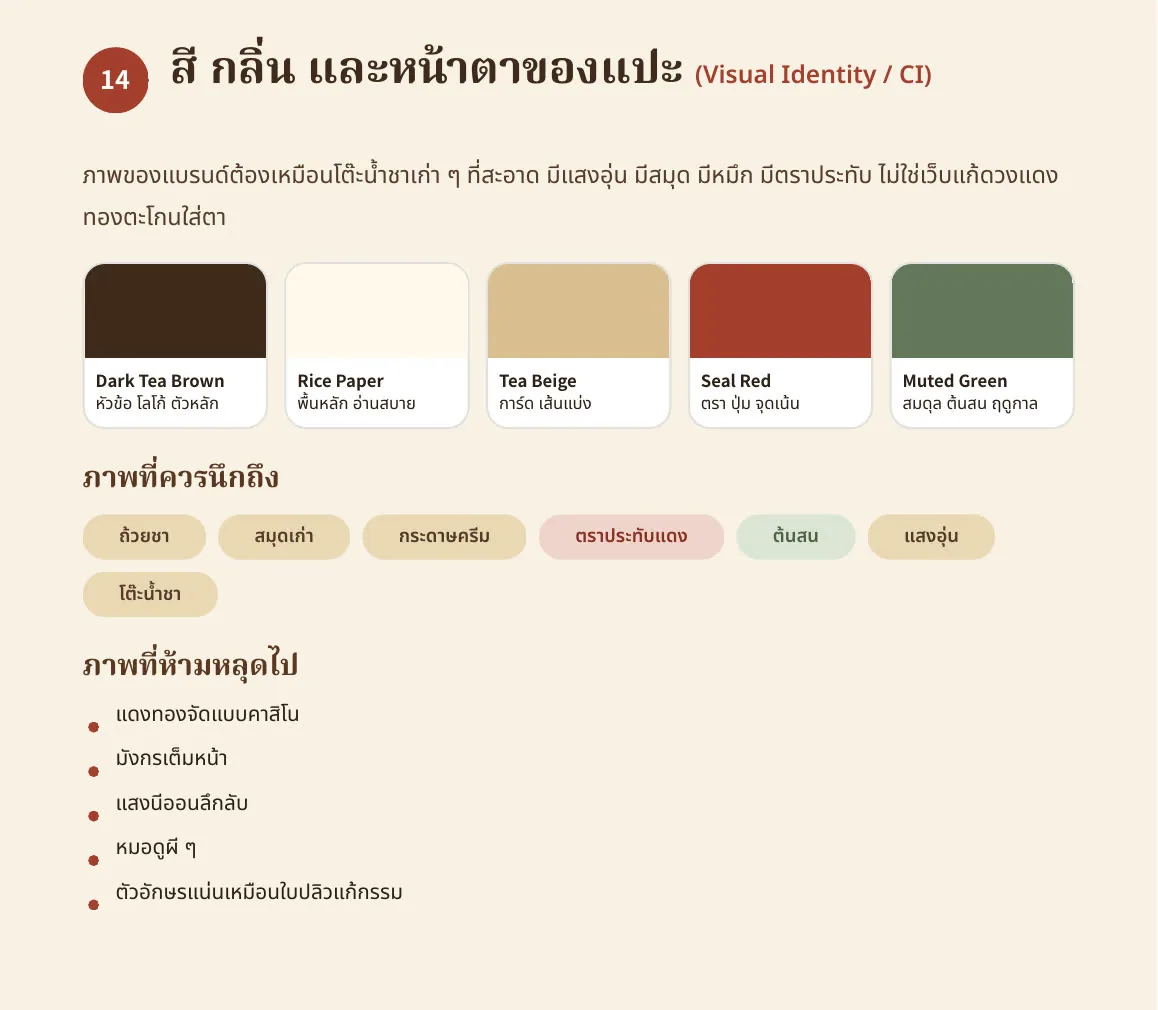 14 สี กลิ่น และหน้าตาของแปะ (Visual Identity / CI)
ภาพของแบรนด์ต้องเหมือนโต๊ะน้ำชาเก่า ๆ ที่สะอาด มีแสงอุ่น มีสมุด มีหมึก มีตราประทับ ไม่ใช่เว็บแก้ดวงแดง
ทองตะโกนใส่ตา
Dark Tea Brown
หัวข้อ โลโก้ ตัวหลัก
Rice Paper
พื้นหลัก อ่านสบาย
Tea Beige
การ์ด เส้นแบ่ง
Seal Red
ตรา ปุ่ม จุดเน้น
Muted Green
สมดุล ต้นสน ฤดูกาล
ภาพที่ควรนึกถึง
ถ้วยชา สมุดเก่า กระดาษครีม ตราประทับแดง ต้นสน แสงอุ่น
โต๊ะน้ำชา
ภาพที่ห้ามหลุดไป
แดงทองจัดแบบคาสิโน
มังกรเต็มหน้า
แสงนีออนลึกลับ
หมอดูผี ๆ
ตัวอักษรแน่นเหมือนใบปลิวแก้กรรม